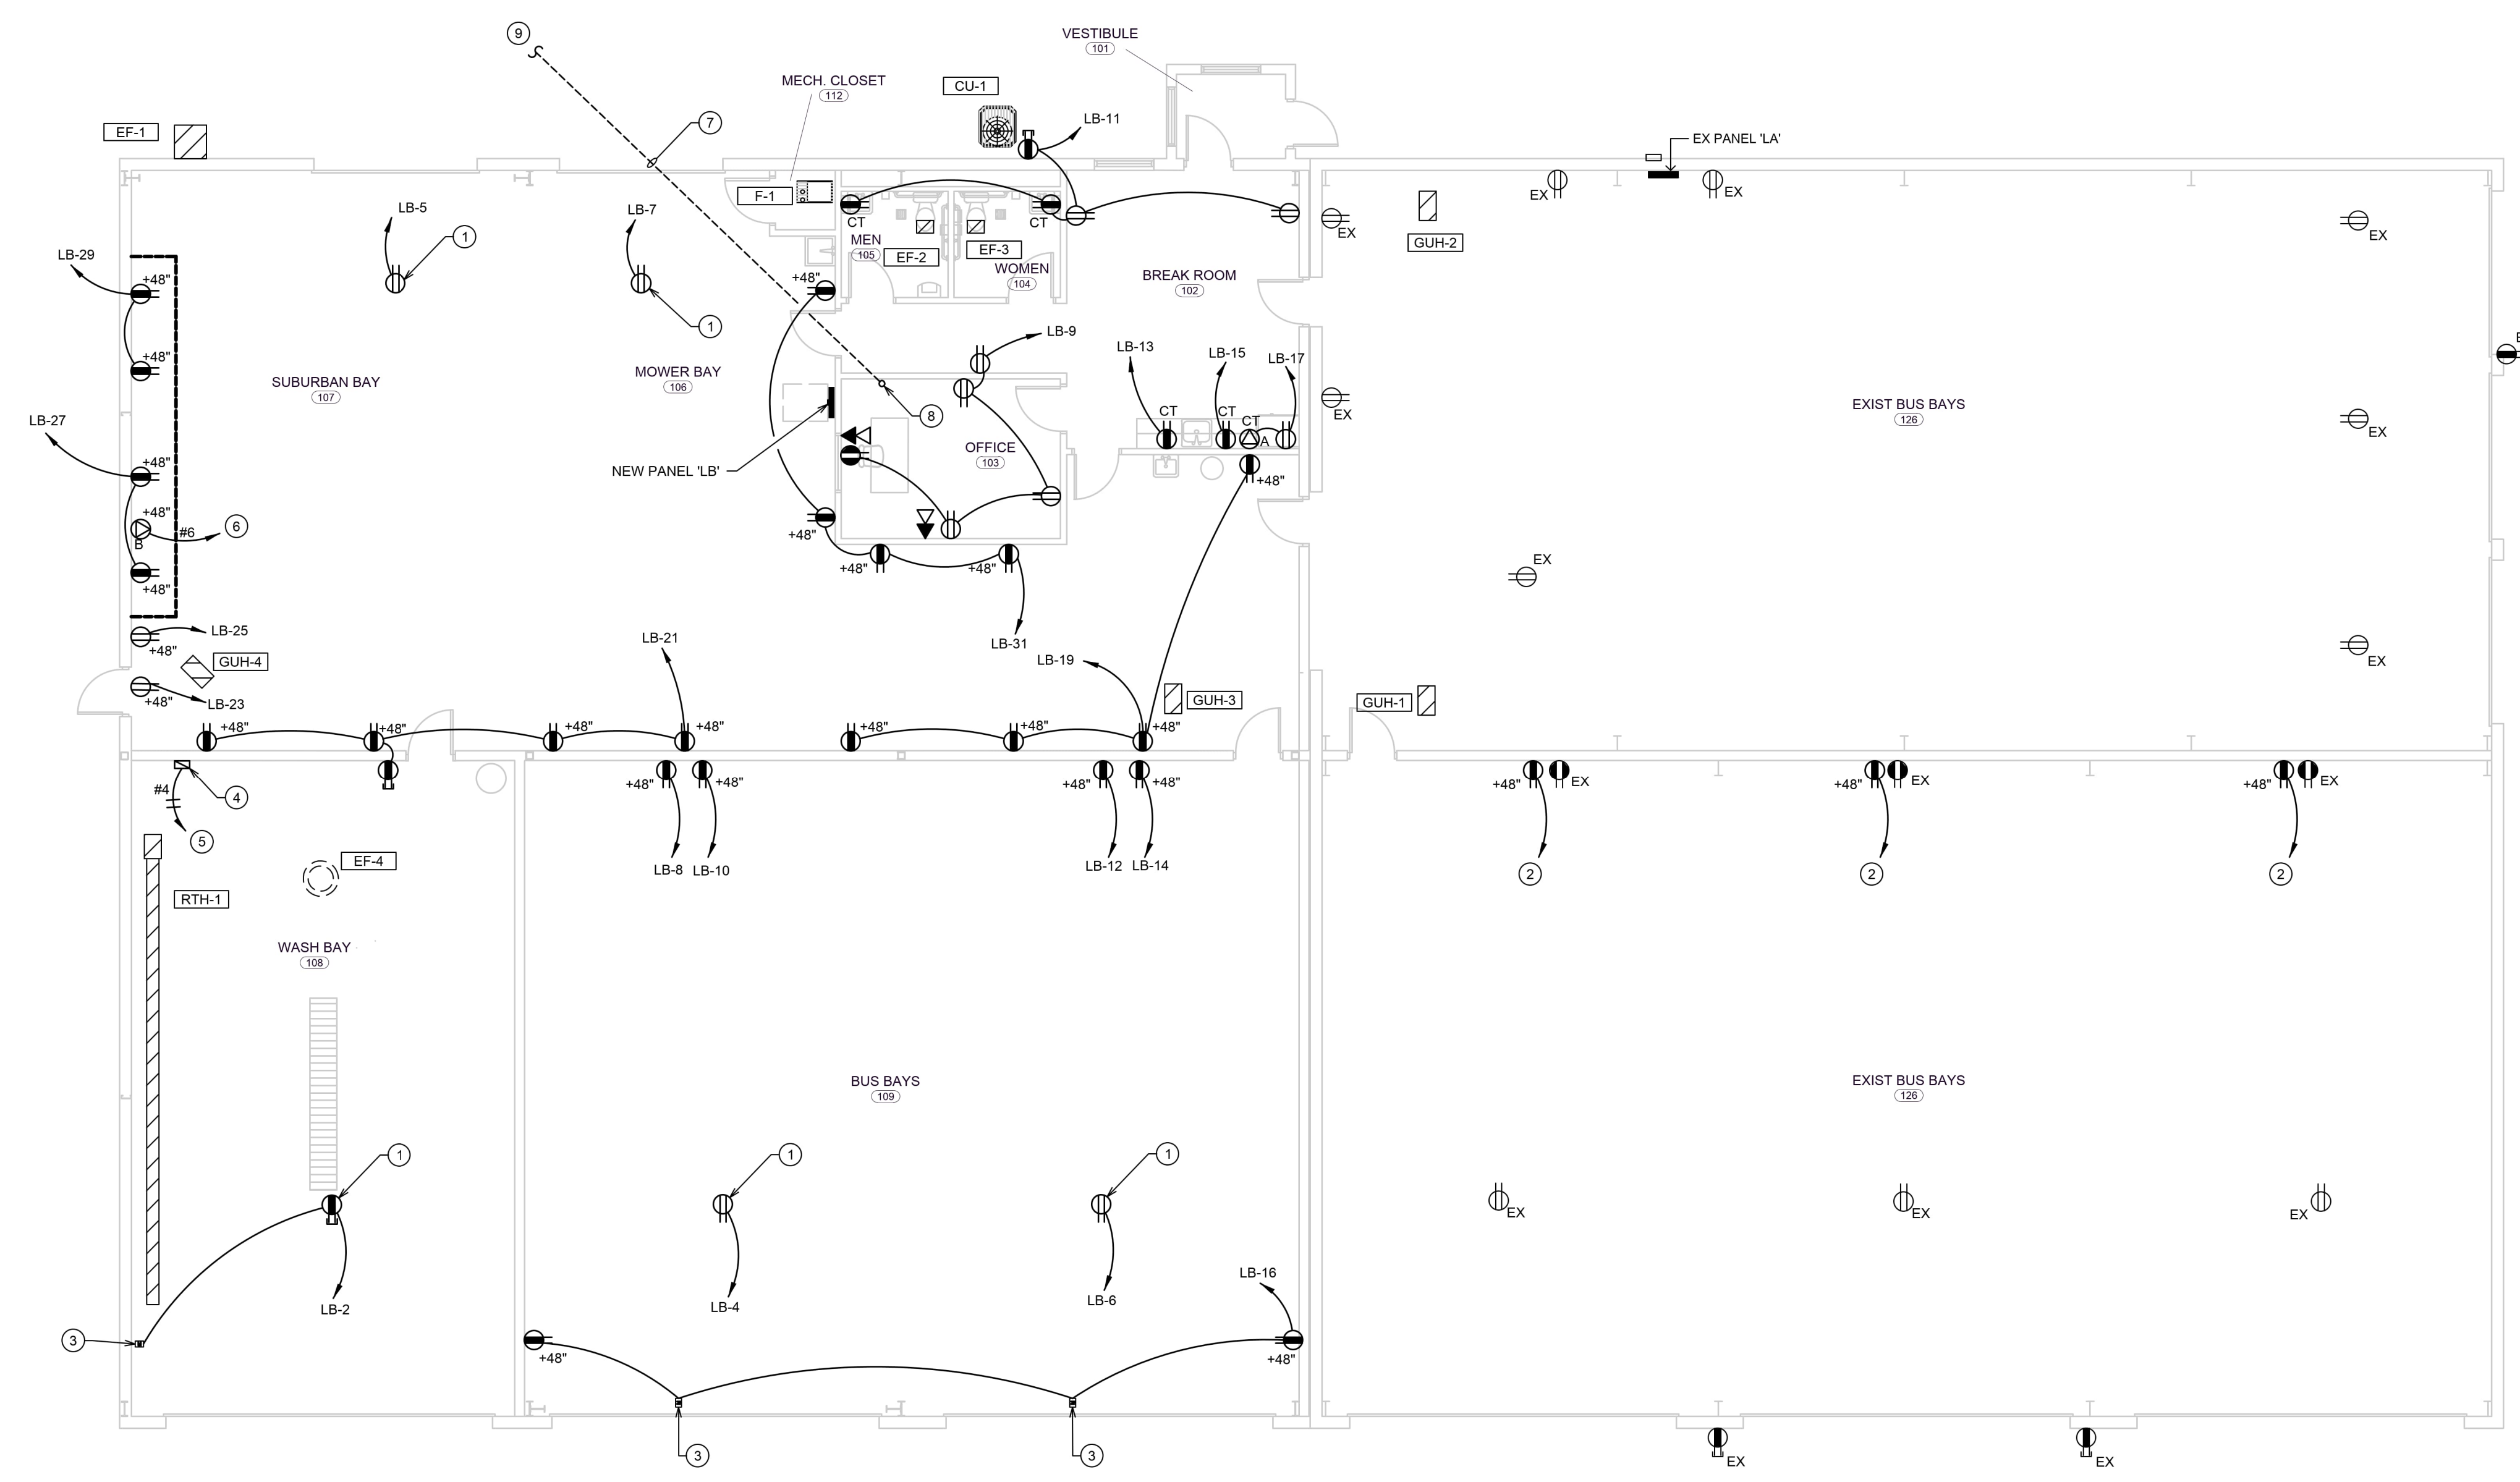 9
VESTIBULE
101
MECH. CLOSET
112
CU-1
7
LB-11
EF-1
EX PANEL 'LA'
F-1
CT
CT
EX
EX
LB-5
1
LB-7
MEN
105
EF-2
EF-3
WOMEN
104
EX
GUH-2
EX
LB-29
+48"
+48"
BREAK ROOM
102
1
LB-9
LB-13
LB-15
LB-17
E
+48"
SUBURBAN BAY
107
MOWER BAY
106
8
CT
CT
CT
A
EX
EXIST BUS BAYS
126
EX
LB-27
+48"
NEW PANEL 'LB'
OFFICE
103
+48"
+48"
B
#6
6
+48"
+48"
+48"
+48"
EX
LB-25
+48"
GUH-4
LB-21
LB-31
LB-19
EX
LB-23
+48"
GUH-3
GUH-1
+48"
+48"
+48"
+48"
+48"
+48"
+48"
#4
4
5
+48"
+48"
+48"
+48"
+48"
EX
+48"
EX
+48"
EX
LB-8
LB-10
LB-12
LB-14
2
2
2
EF-4
RTH-1
WASH BAY
108
BUS BAYS
109
EXIST BUS BAYS
126
1
1
1
EX
EX
EX
LB-2
LB-4
LB-6
LB-16
3
+48"
+48"
3
3
EX
EX